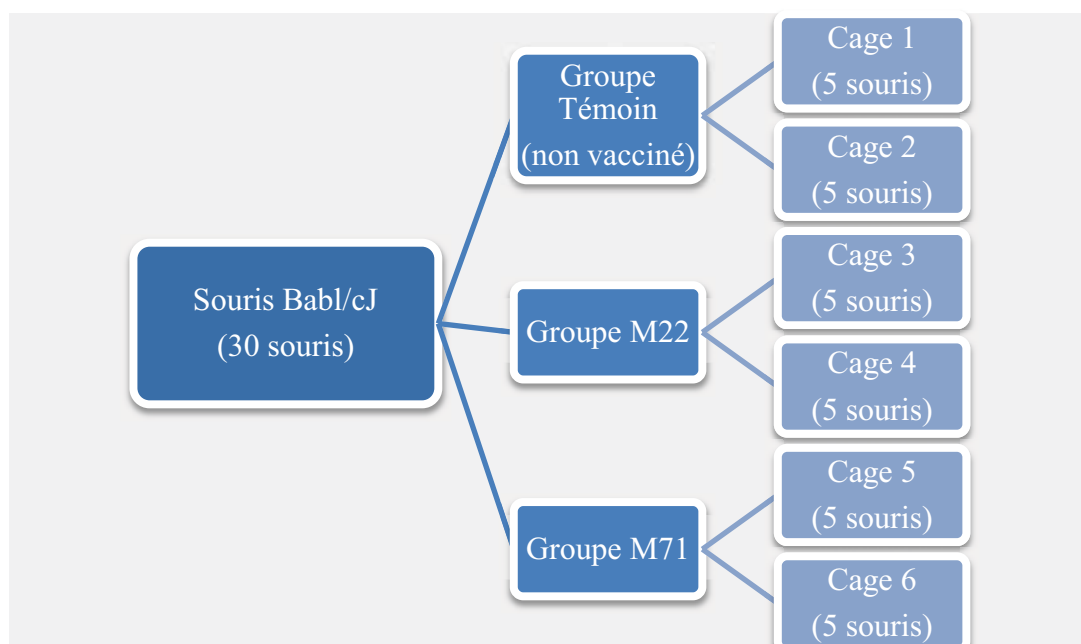 Souris Babl/cJ
(30 souris)
Groupe
Témoin
(non vacciné)
Cage 1
(5 souris)
Cage 2
(5 souris)
Groupe M22
Cage 3
(5 souris)
Cage 4
(5 souris)
Groupe M71
Cage 5
(5 souris)
Cage 6
(5 souris)